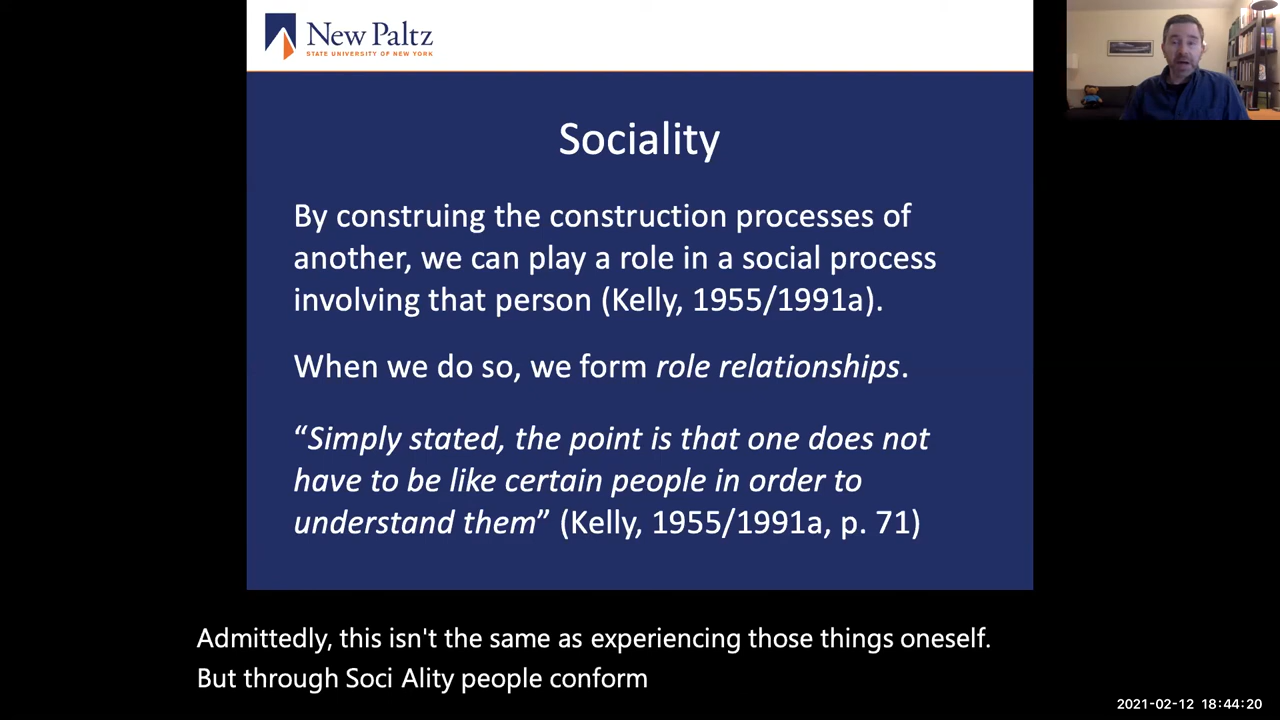 New Paltz
STATE UNIVERSITY OF NEW YORK
Sociality
By construing the construction processes of
another, we can play a role in a social process
involving that person (Kelly, 1955/1991a).
When we do so, we form role relationships.
“Simply stated, the point is that one does not
have to be like certain people in order to
understand them” (Kelly, 1955/1991a, p. 71)
Admittedly, this isn't the same as experiencing those things oneself.
But through Soci Ality people conform
2021-02-12 18:44:20